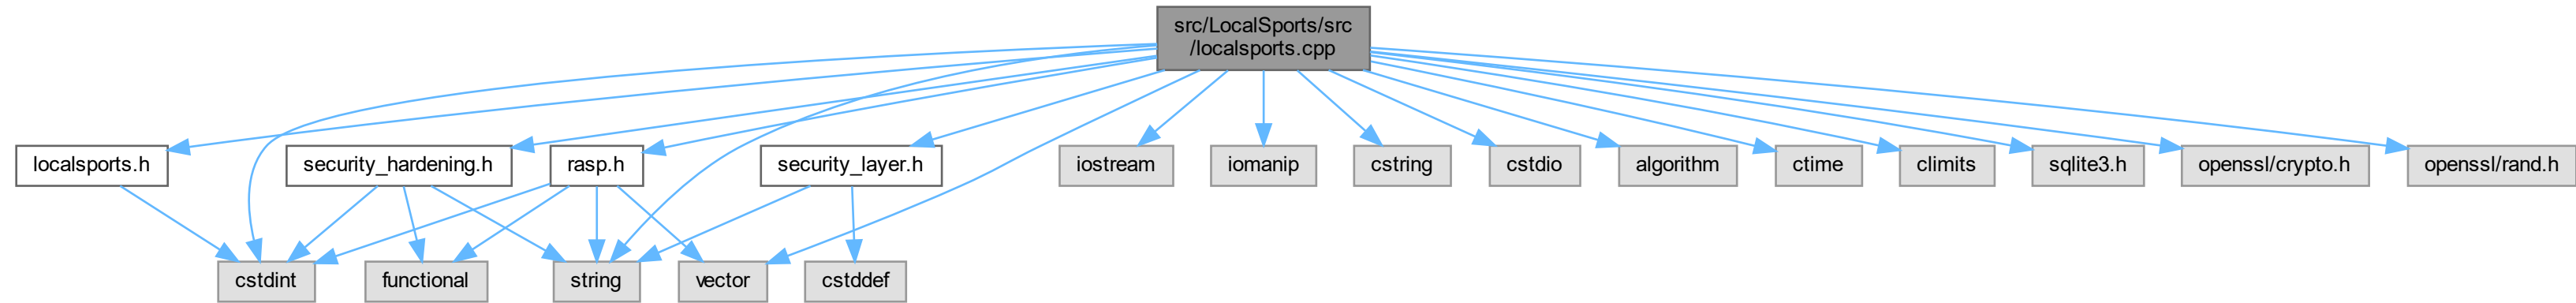 src/LocalSports/src
/localsports.cpp
localsports.h
security_hardening.h
rasp.h
security_layer.h
iostream
iomanip
cstring
cstdio
algorithm
ctime
climits
sqlite3.h
openssl/crypto.h
openssl/rand.h
cstdint
functional
string
vector
cstddef